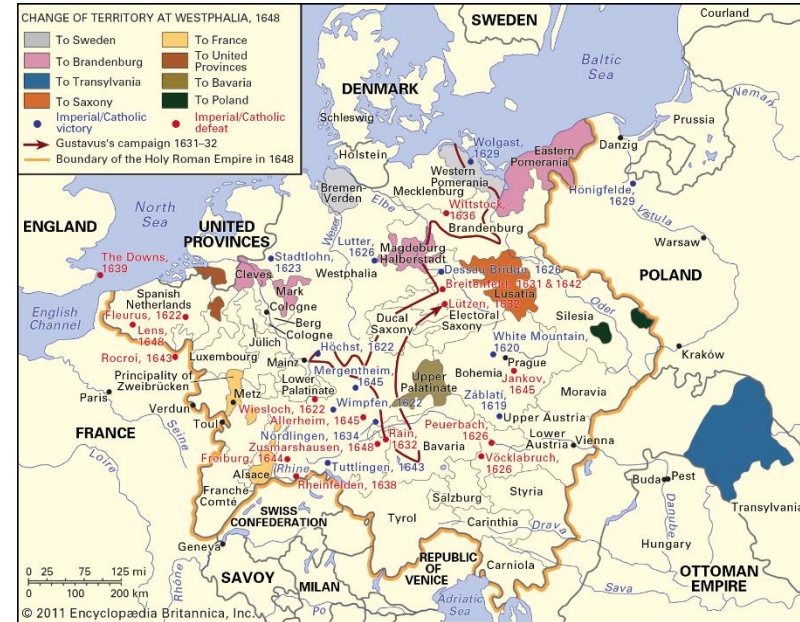 CHANGE OF TERRITORY AT WESTPHALIA, 1648
To Sweden
To Brandenburg
To Transylvania
To Saxony
Imperial/Catholic
victory
To France
To United
Provinces
To Bavaria
To Poland
Imperial/Catholic
defeat
Gustavus's campaign 1631–32
Boundary of the Holy Roman Empire in 1648
SWEDEN
Courland
Baltic
Sea
DENMARK
Neman
Schleswig
Prussia
Holstein
Wolgast,
1629
Danzig
Eastern
Pomerania
Western
Pomerania
Mecklenburg
Hönigfelde,
1629
Bremen-
Verden
Elbe
North
Sea
Wittstock,
1636
Vistula
Brandenburg
ENGLAND
UNITED
PROVINCES
Weser
Lutter,
1626
Magdeburg
Halberstadt
Warsaw
The Downs,
1639
Stadtlohn,
1623
Dessau Bridge, 1626
POLAND
Cleves
Westphalia
Breitenfeld, 1631 & 1642
Mark
Lusatia
Spanish
Nethernds
Cologne
Lützen, 1632
Oder
English
Channel
Fleurus, 1622
Berg
Ducal
Saxony
Electoral
Saxony
Silesia
Lens,
1648
Cologne
Jülich
Höchst, 1622
White Mountain,
1620
Rocroi, 1643
Luxembourg
Mainz
Prague
Kraków
Principality of
Zweibrücken
Mergentheim,
1645
Upper
Palatinate
Bohemia
Jankov,
1645
Paris
Lower
Palatinate
Metz
Moravia
Verdun
Wiesloch, 1622
Wimpfen, 1622
Záblatí,
1619
Toul
Allerheim, 1645
Upper Austria
FRANCE
Seine
Nördlingen, 1634
Rain,
1632
Peuerbach,
1626
Lower
Austria
Vienna
Zusmarshausen, 1648
Bavaria
Loire
Freiburg, 1644
Vöcklabruch,
1626
Alsace
Rhine
Tuttlingen, 1643
Buda
Pest
Rheinfelden, 1638
Franche-
Comté
Salzburg
Styria
Transylvania
SWISS
CONFEDERATION
Tyrol
Carinthia
Drava
Danube
Geneva
Hungary
REPUBLIC
OF
VENICE
Carniola
0 25 75 125 mi
0 100 200 km
SAVOY
MILAN
OTTOMAN
EMPIRE
Rhône
Sava
Po
Adriatic
Sea
© 2011 Encyclopædia Britannica, Inc.